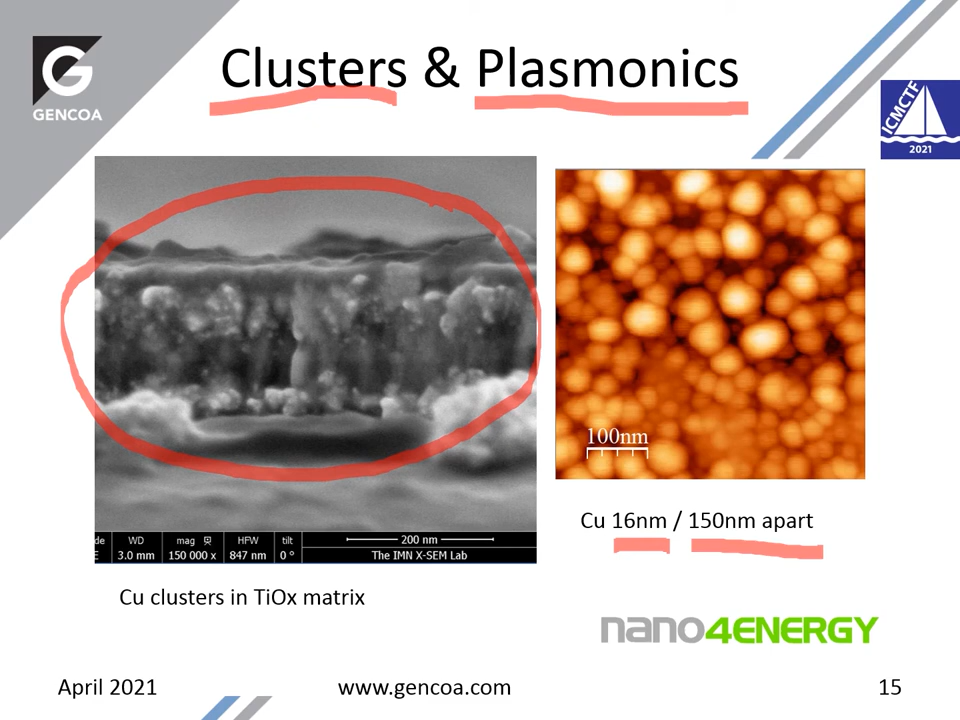 GENCOA
Clusters & Plasmonics
ICMCTF
2021
100nm
Cu 16nm / 150nm apart
de WD mag HFW tilt
E 3.0 mm 150 000 x 847 nm 0 °
200 nm
The IMN X-SEM Lab
Cu clusters in TiOx matrix
nano4ENERGY
April 2021
www.gencoa.com
15